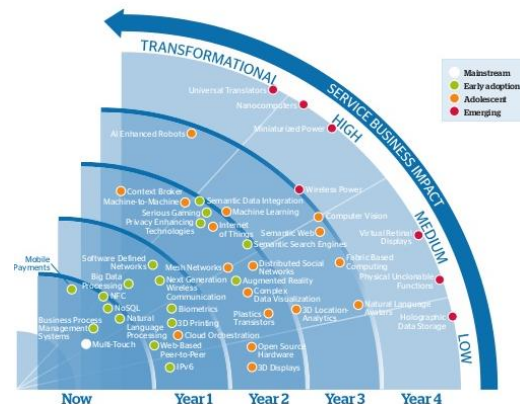 TRANSFORMATIONAL
HIGH
MEDIUM
LOW
SERVICE BUSINESS IMPACT
Mainstream
Early adoption
Adolescent
Emerging
Universal Translators
Nanocomputers
Miniaturized Power
AI Enhanced Robots
Wireless Power
Context Broker
Machine-to-Machine
Semantic Data Integration
Serious Gaming
Machine Learning
Privacy Enhancing
Technologies
Internet
of Things
Computer Vision
Semantic Web
Semantic Search Engines
Virtual Retinal
Displays
Mobile
Payments
Software Defined
Networks
Mesh Networks
Distributed Social
Networks
Fabric Based
Computing
Big Data
Processing
Next Generation
Wireless
Communication
Augmented Reality
Physical Unclonable
Functions
NFC
Complex
Data Visualization
NoSQL
Biometrics
Plastics
Transistors
3D Location-
Analytics
Natural Language
Avatars
Holographic
Data Storage
Business Process
Management
Systems
Natural
Language
Processing
3D Printing
Cloud Orchestration
Multi-Touch
Web-Based
Peer-to-Peer
Open Source
Hardware
IPv6
3D Displays
Now
Year 1
Year 2
Year 3
Year 4